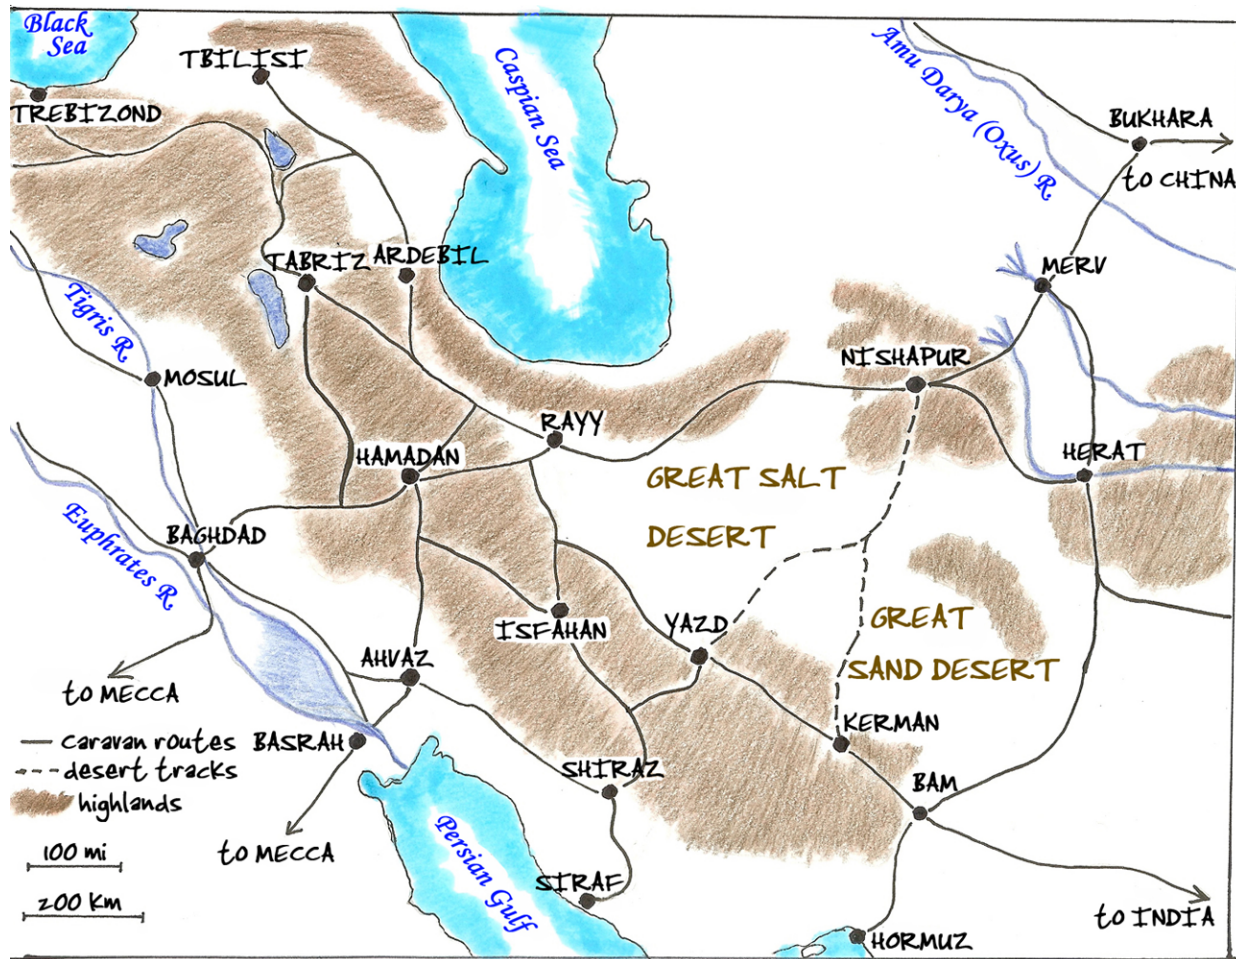 Black
Sea
TBILISI
TREBIZOND
Caspian Sea
Amu Darya (Oxus) R.
BUKHARA
to CHINA
TABRIZ
ARDEBIL
MERV
Tigris R.
MOSUL
NISHAPUR
RAYY
HAMADAN
HERAT
GREAT SALT
DESERT
BAGHDAD
Euphrates R.
ISFAHAN
YAZD
GREAT
SAND DESERT
AHVAZ
to MECCA
KERMAN
BASRAH
caravan routes
desert tracks
highlands
SHIRAZ
BAM
to MECCA
100 mi
200 Km
Persian Gulf
SIRAF
HORMUZ
to INDIA